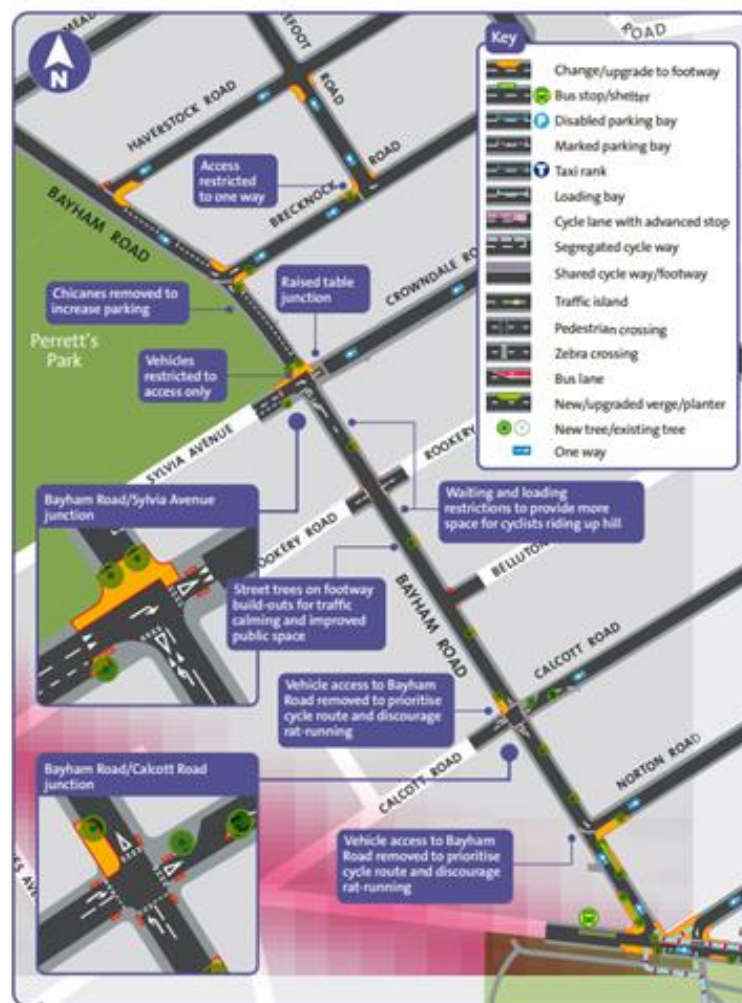 N
HAVERSTOCK ROAD
ROAD
ROAD
BAYHAM ROAD
Access
restricted
to one way
BRECKNOCK ROAD
Chicanes removed to
increase parking
Raised table
junction
CROWNDALE
Perrett's
Park
Vehicles
restricted to
access only
SYLVIA AVENUE
Key
Change/upgrade to footway
Bus stop/shelter
P Disabled parking bay
Marked parking bay
T Taxi rank
Loading bay
Cycle lane with advanced stop
Segregated cycle way
Shared cycle way/footway
Traffic island
Pedestrian crossing
Zebra crossing
Bus lane
New/upgraded verge/planter
New tree/existing tree
One way
ROOKERY
Waiting and loading
restrictions to provide more
space for cyclists riding up hill
Bayham Road/Sylvia Avenue
junction
OOKERY ROAD
BELLUTON
Street trees on footway
build-outs for traffic
calming and improved
public space
BAYHAM ROAD
CALCOTT ROAD
Vehicle access to Bayham
Road removed to prioritise
cycle route and discourage
rat-running
Bayham Road/Calcott Road
junction
CALCOTT ROAD
NORTON ROAD
Vehicle access to Bayham
Road removed to prioritise
cycle route and discourage
rat-running